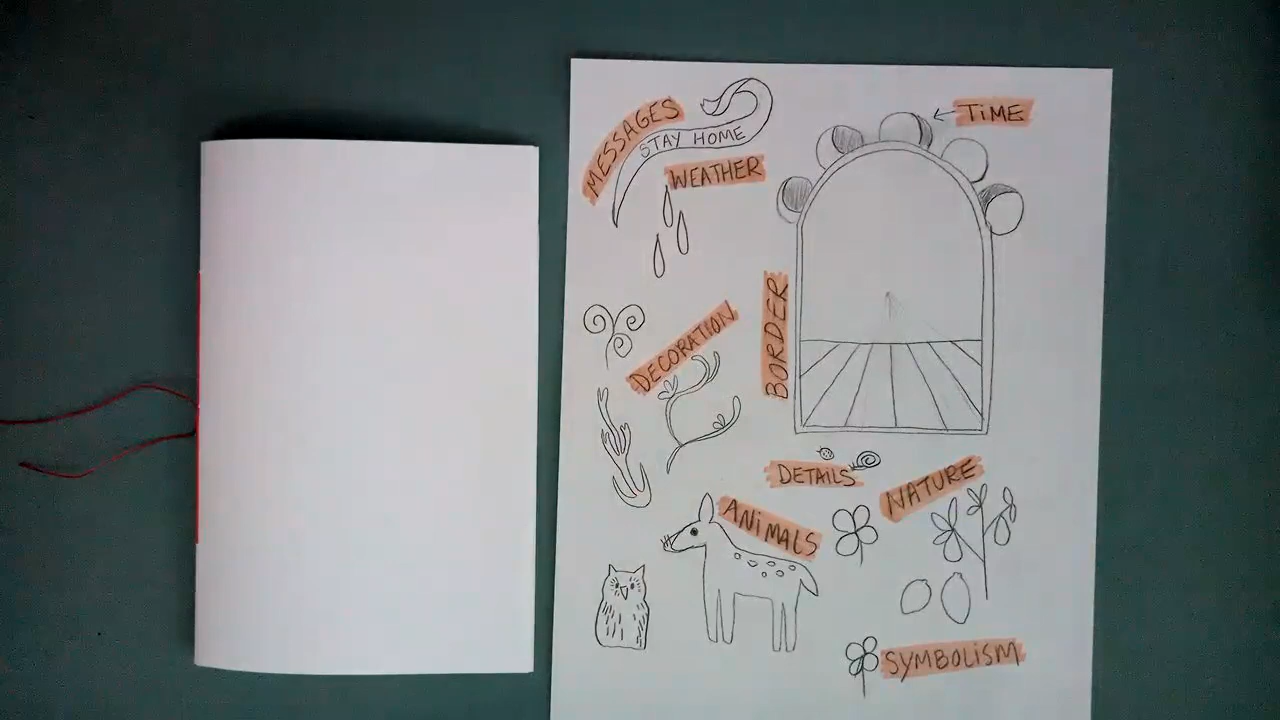 MESSAGES
STAY HOME
TiME
WEATHER
BORDER
DECORATION
DETAILS
NATURE
ANiMALS
SYMBOLiSM